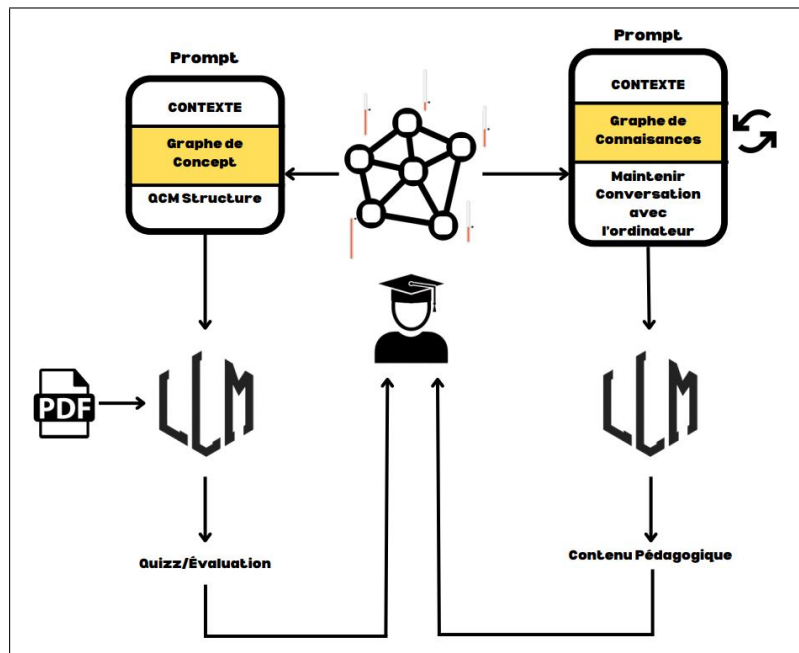 Prompt
CONTEXTE
Graphe de
Concept
QCM Structure
Prompt
CONTEXTE
Graphe de
Connaisances
Maintenir
Conversation
avec
l'ordinateur
PDF
LLM
LLM
Quizz/Évaluation
Contenu Pédagogique